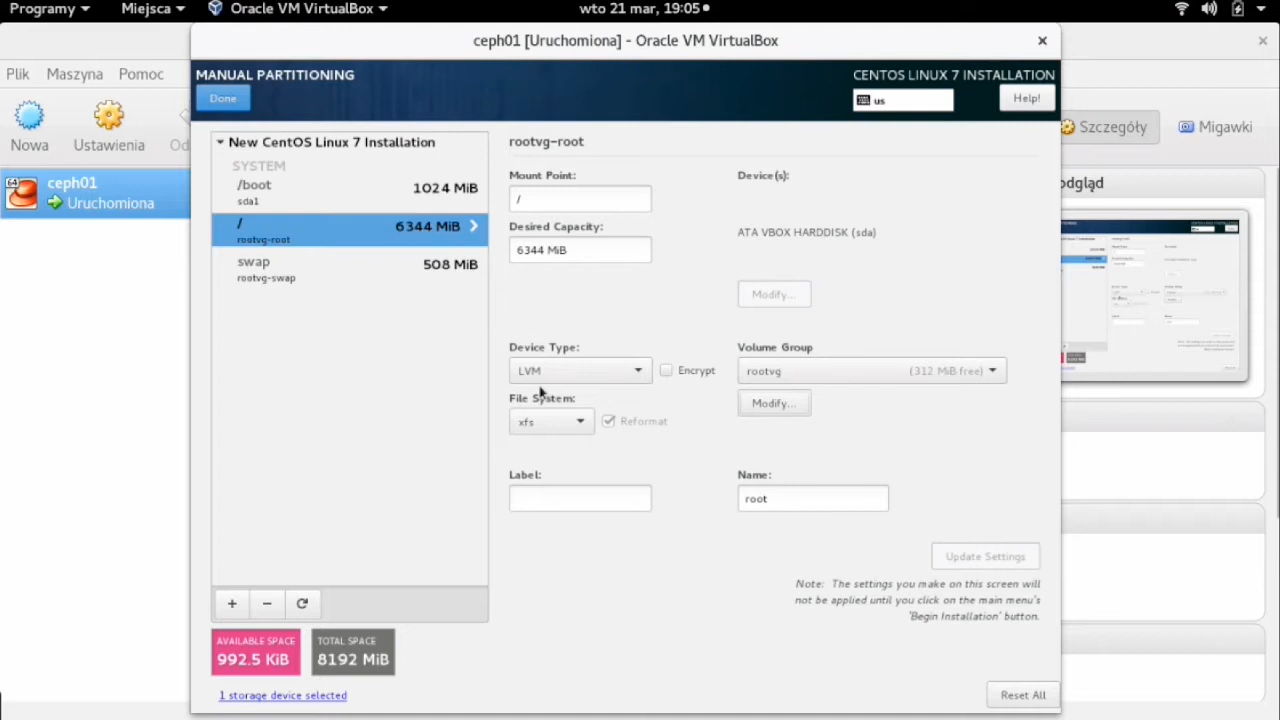 Programy
Miejsca
Oracle VM VirtualBox
wto 21 mar, 19:05
ceph01 [Uruchomiona] - Oracle VM VirtualBox
Plik Maszyna Pomoc
Nowa
Ustawienia
Od
Szczegóły
Migawki
64
ceph01
Uruchomiona
odgląd
MANUAL PARTITIONING
CENTOS LINUX 7 INSTALLATION
Done
us
Help!
New CentOS Linux 7 Installation
SYSTEM
/boot
1024 MiB
sda1
/
6344 MiB
rootvg-root
swap
508 MiB
rootvg-swap
rootvg-root
Mount Point:
/
Desired Capacity:
6344 MiB
Device(s):
ATA VBOX HARDDISK (sda)
Modify...
Device Type:
LVM
Encrypt
Volume Group
rootvg (312 MiB free)
File System:
xfs
Reformat
Modify...
Label:
Name:
root
Update Settings
Note: The settings you make on this screen will
not be applied until you click on the main menu's
'Begin Installation' button.
+
-
AVAILABLE SPACE
992.5 KiB
TOTAL SPACE
8192 MiB
1 storage device selected
Reset All